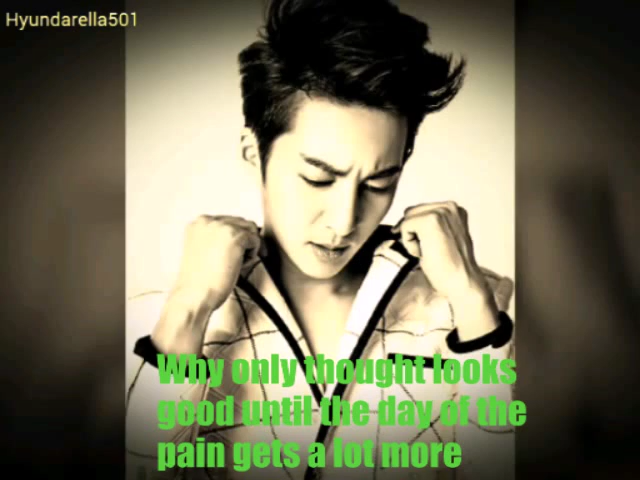 Hyundarella501
Why only thought looks
good until the day of the
pain gets a lot more